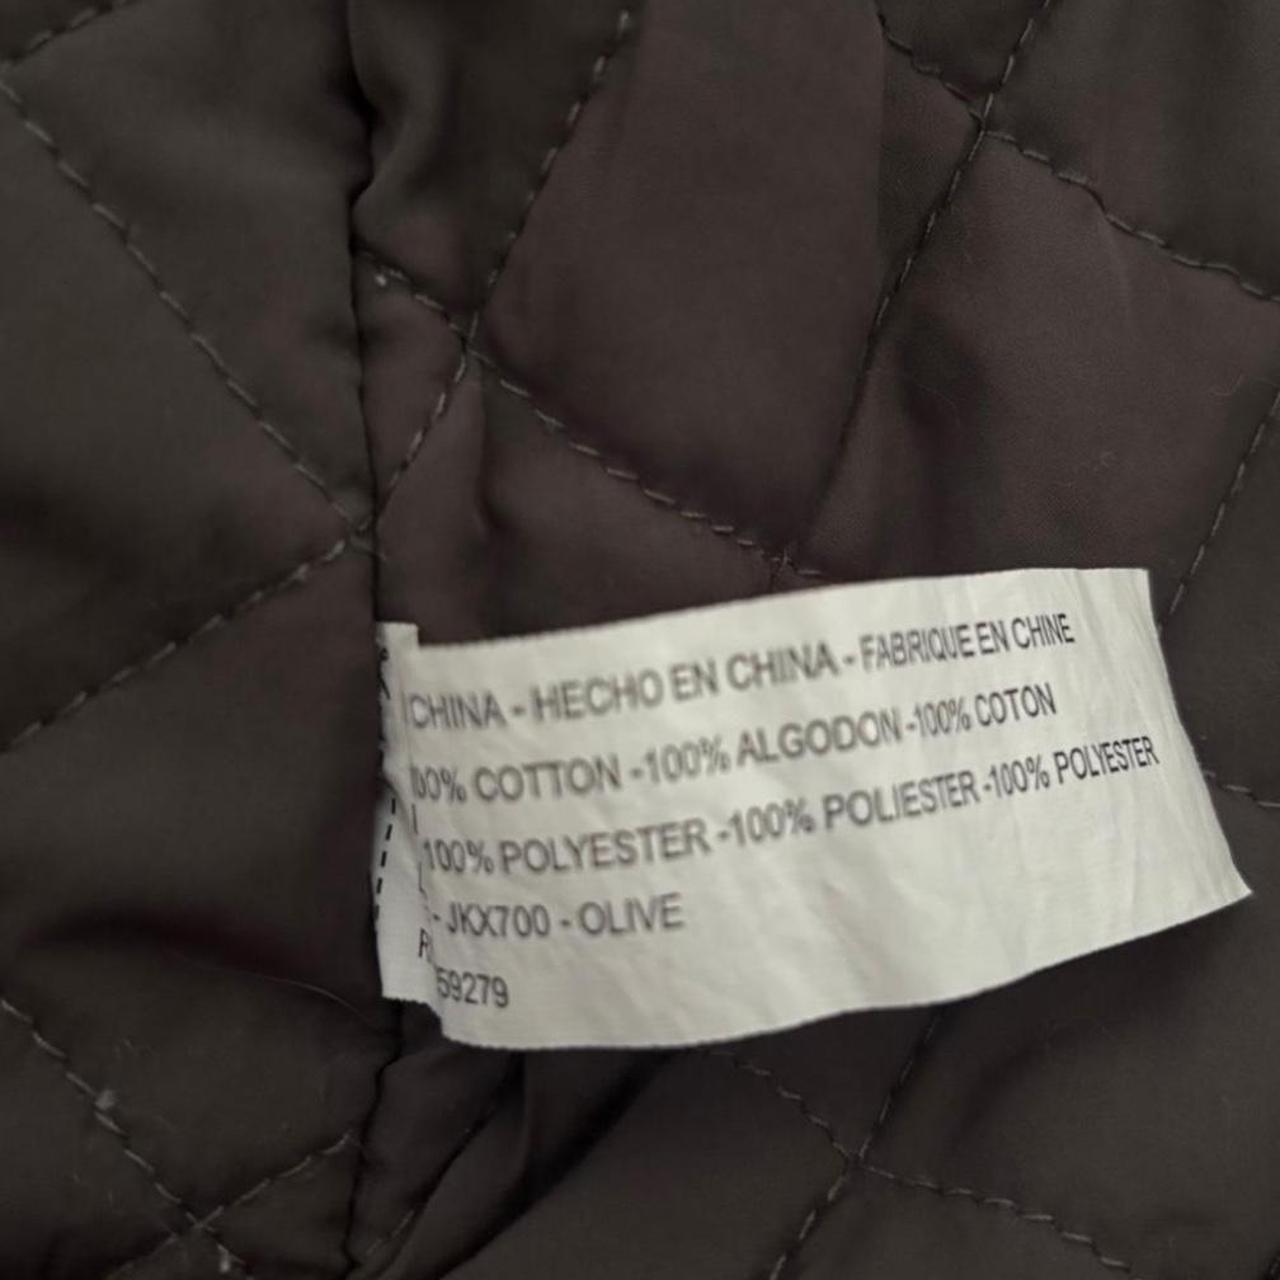 CHINA - HECHO EN CHINA - FABRIQUE EN CHINE
00% COTTON -100% ALGODON -100% COTON
100% POLYESTER -100% POLIESTER -100% POLYESTER
- JKX700 - OLIVE
59279